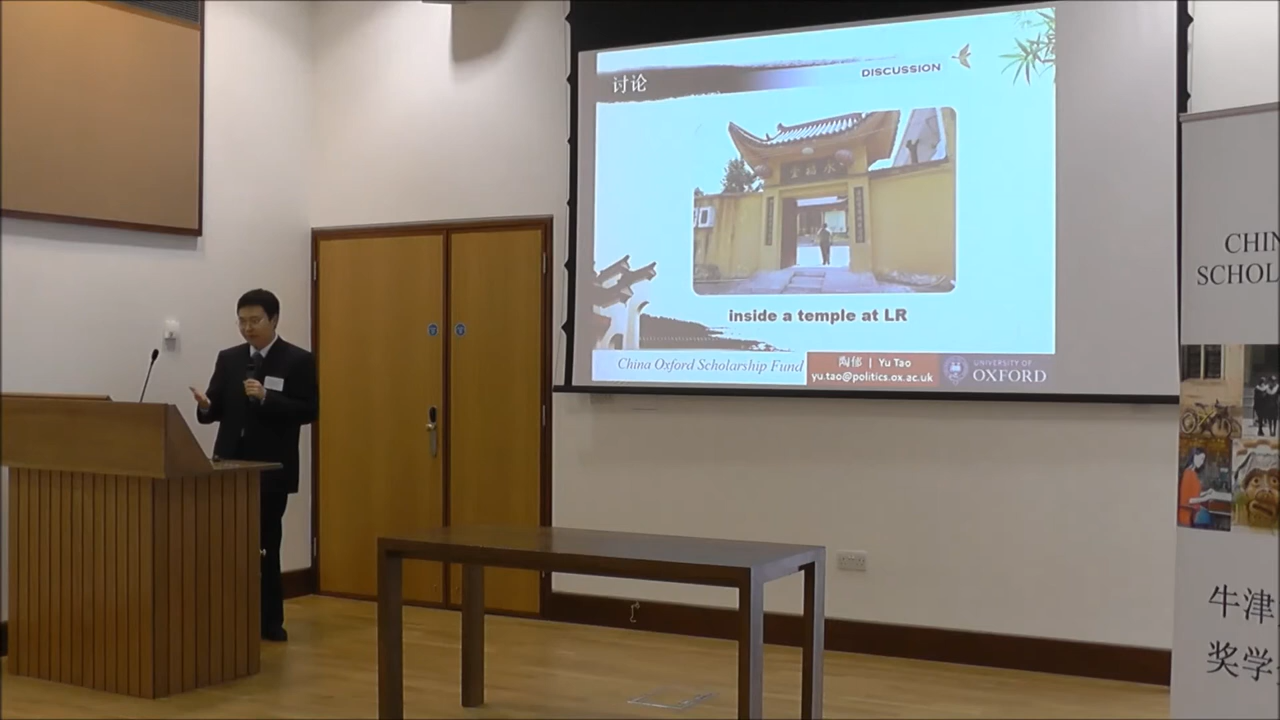 讨论
DISCUSSION
inside a temple at LR
China Oxford Scholarship Fund
陶郁 | Yu Tao
yu.tao@politics.ox.ac.uk
UNIVERSITY OF
OXFORD
CHIN
SCHOL
牛津
奖学